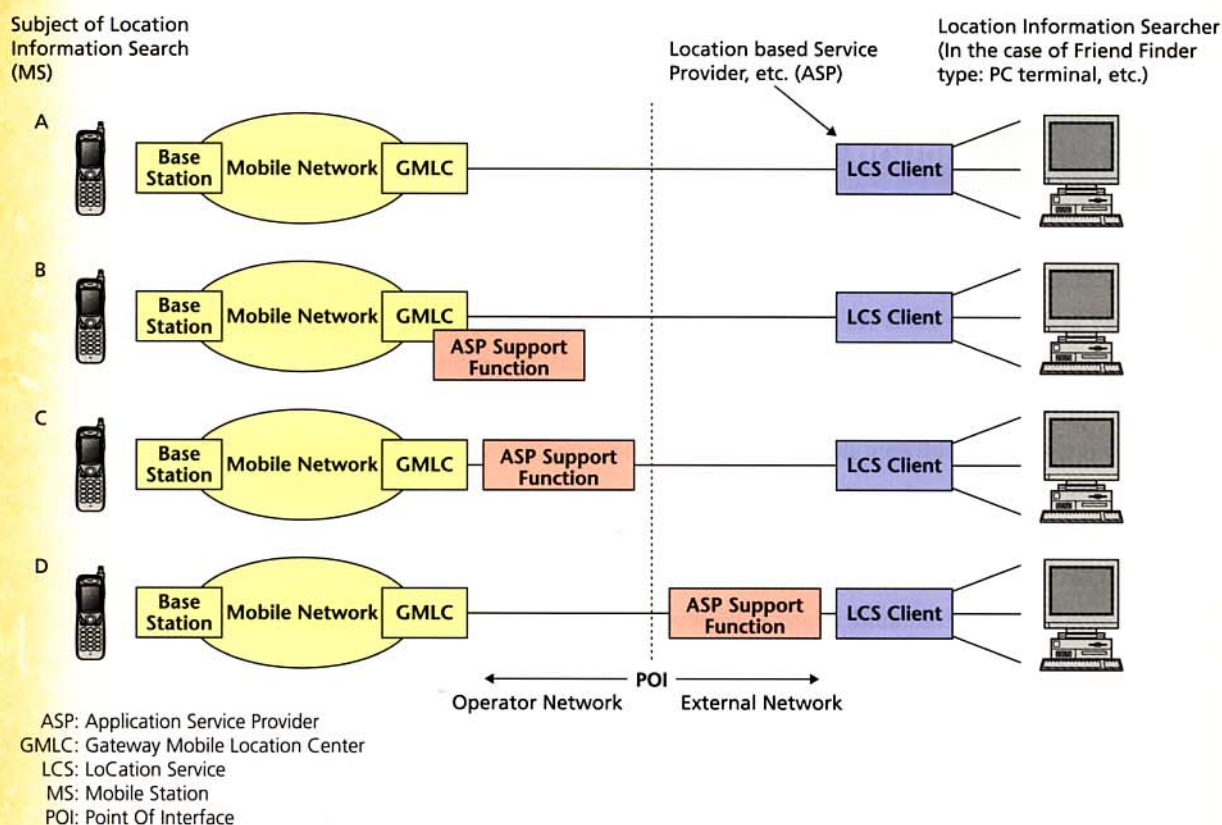 Subject of Location
Information Search
(MS)
Location based Service
Provider, etc. (ASP)
Location Information Searcher
(In the case of Friend Finder
type: PC terminal, etc.)
A
Base
Station
Mobile Network
GMLC
LCS Client
B
Base
Station
Mobile Network
GMLC
ASP Support
Function
LCS Client
C
Base
Station
Mobile Network
GMLC
ASP Support
Function
LCS Client
D
Base
Station
Mobile Network
GMLC
ASP Support
Function
LCS Client
POI
Operator Network
External Network
ASP: Application Service Provider
GMLC: Gateway Mobile Location Center
LCS: LoCation Service
MS: Mobile Station
POI: Point Of Interface